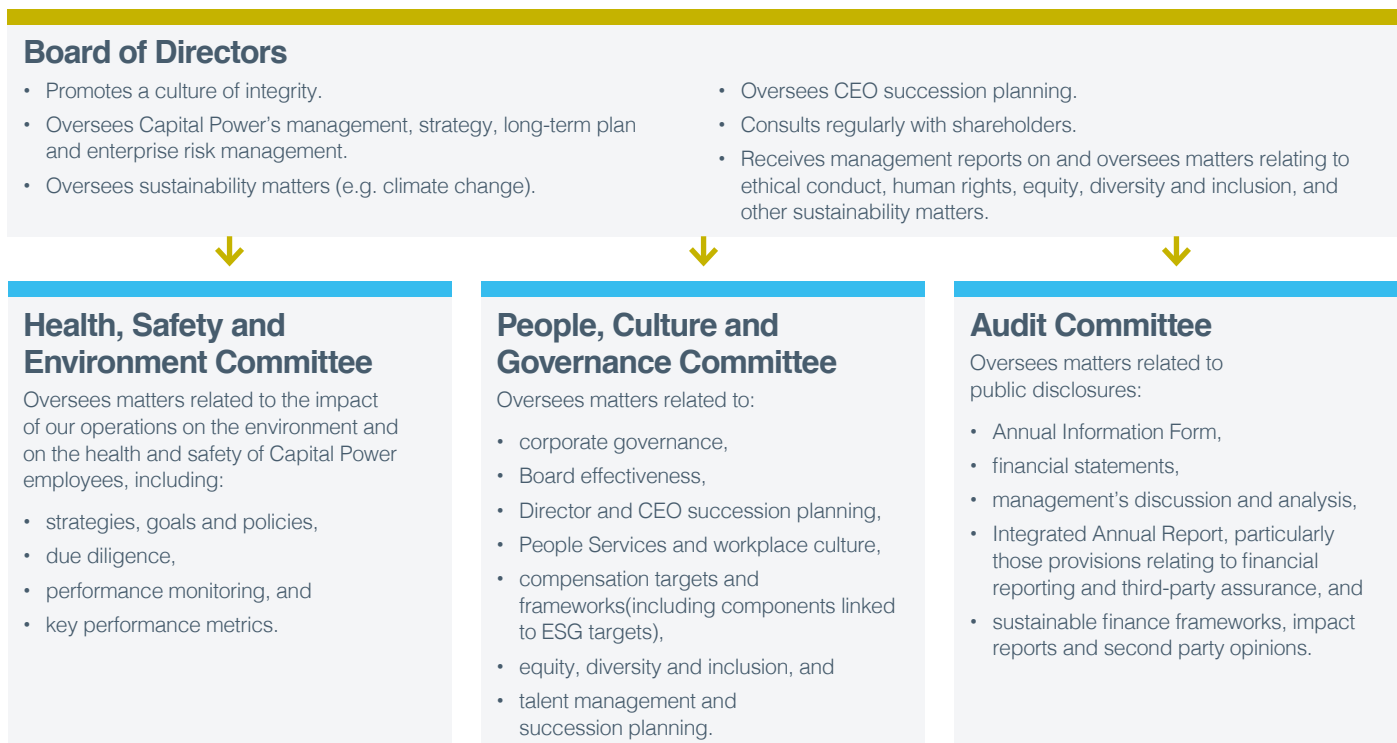 Board of Directors
• Promotes a culture of integrity.
• Oversees Capital Power's management, strategy, long-term plan
and enterprise risk management.
• Oversees sustainability matters (e.g. climate change).
• Oversees CEO succession planning.
• Consults regularly with shareholders.
• Receives management reports on and oversees matters relating to
ethical conduct, human rights, equity, diversity and inclusion, and
other sustainability matters.
Health, Safety and
Environment Committee
Oversees matters related to the impact
of our operations on the environment and
on the health and safety of Capital Power
employees, including:
• strategies, goals and policies,
• due diligence,
• performance monitoring, and
• key performance metrics.
People, Culture and
Governance Committee
Oversees matters related to:
• corporate governance,
• Board effectiveness,
• Director and CEO succession planning,
• People Services and workplace culture,
• compensation targets and
frameworks(including components linked
to ESG targets),
• equity, diversity and inclusion, and
• talent management and
succession planning.
Audit Committee
Oversees matters related to
public disclosures:
• Annual Information Form,
• financial statements,
• management's discussion and analysis,
• Integrated Annual Report, particularly
those provisions relating to financial
reporting and third-party assurance, and
• sustainable finance frameworks, impact
reports and second party opinions.